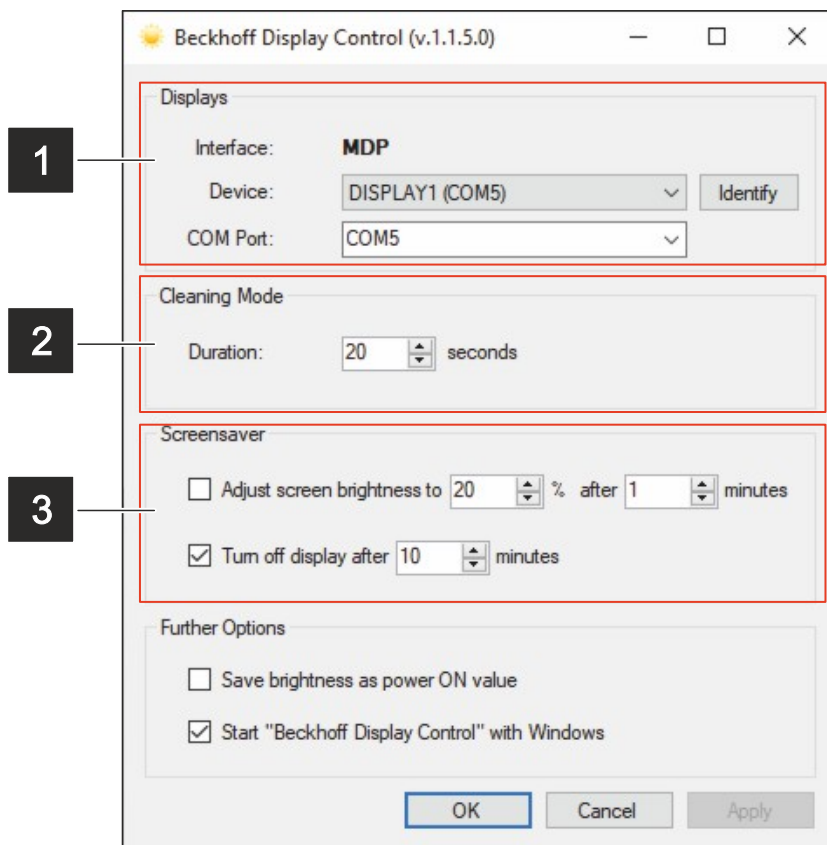 Beckhoff Display Control (v.1.1.5.0)
Displays
1
Interface: MDP
Device: DISPLAY1 (COM5) Identify
COM Port: COM5
Cleaning Mode
2
Duration: 20 seconds
Screensaver
Adjust screen brightness to 20 % after 1 minutes
3
Turn off display after 10 minutes
Further Options
Save brightness as power ON value
Start "Beckhoff Display Control" with Windows
OK Cancel Apply